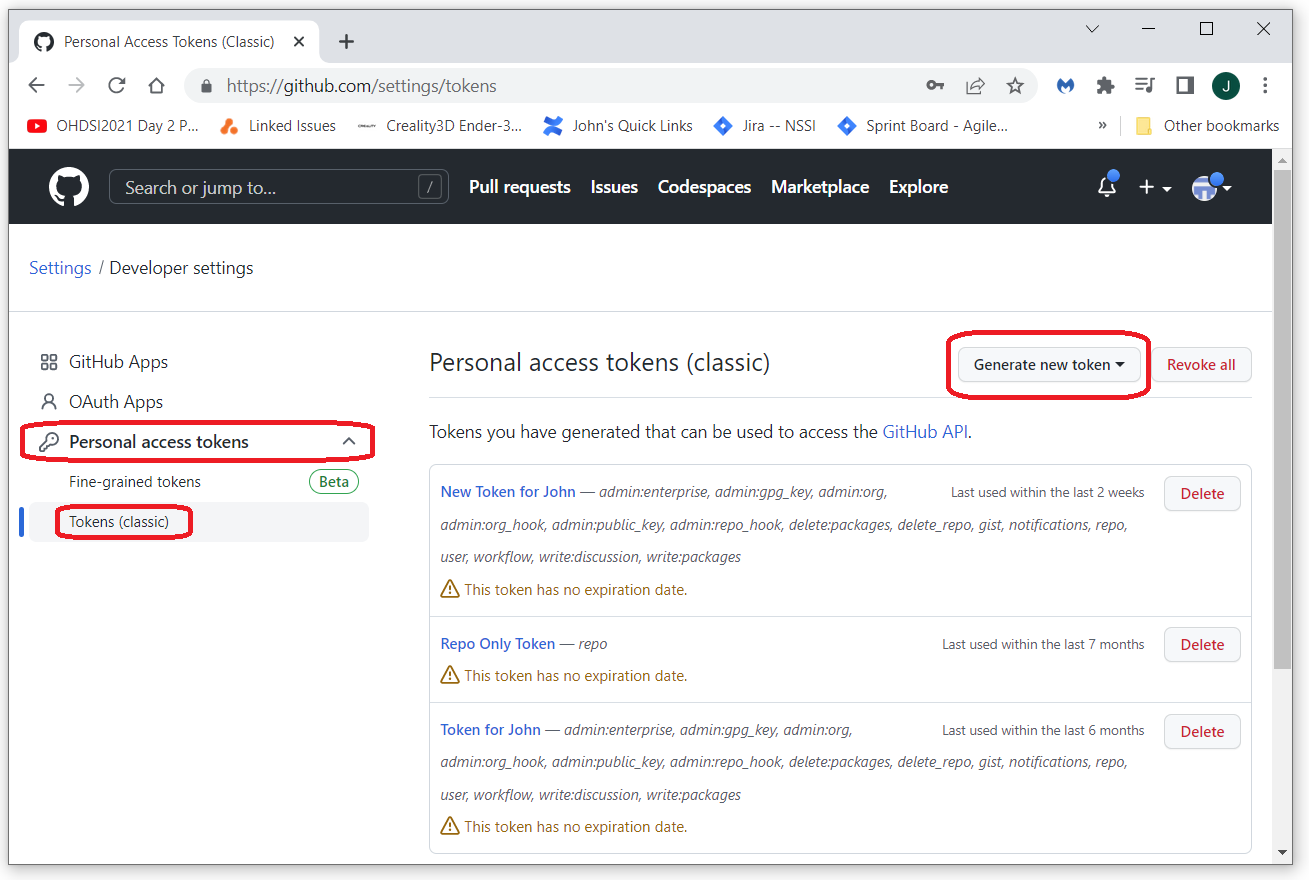 Personal Access Tokens (Classic)
https://github.com/settings/tokens
J
OHDSI2021 Day 2 P...
Linked Issues
CREALITY Creality3D Ender-3...
John's Quick Links
Jira -- NSSI
Sprint Board - Agile...
»
Other bookmarks
Search or jump to...
/
Pull requests
Issues
Codespaces
Marketplace
Explore
Settings / Developer settings
GitHub Apps
OAuth Apps
Personal access tokens
Fine-grained tokens Beta
Tokens (classic)
Personal access tokens (classic)
Generate new token
Revoke all
Tokens you have generated that can be used to access the GitHub API.
New Token for John — admin:enterprise, admin:gpg_key, admin:org,
Last used within the last 2 weeks
Delete
admin:org_hook, admin:public_key, admin:repo_hook, delete:packages, delete_repo, gist, notifications, repo,
user, workflow, write:discussion, write:packages
This token has no expiration date.
Repo Only Token — repo
Last used within the last 7 months
Delete
This token has no expiration date.
Token for John — admin:enterprise, admin:gpg_key, admin:org,
Last used within the last 6 months
Delete
admin:org_hook, admin:public_key, admin:repo_hook, delete:packages, delete_repo, gist, notifications, repo,
user, workflow, write:discussion, write:packages
This token has no expiration date.